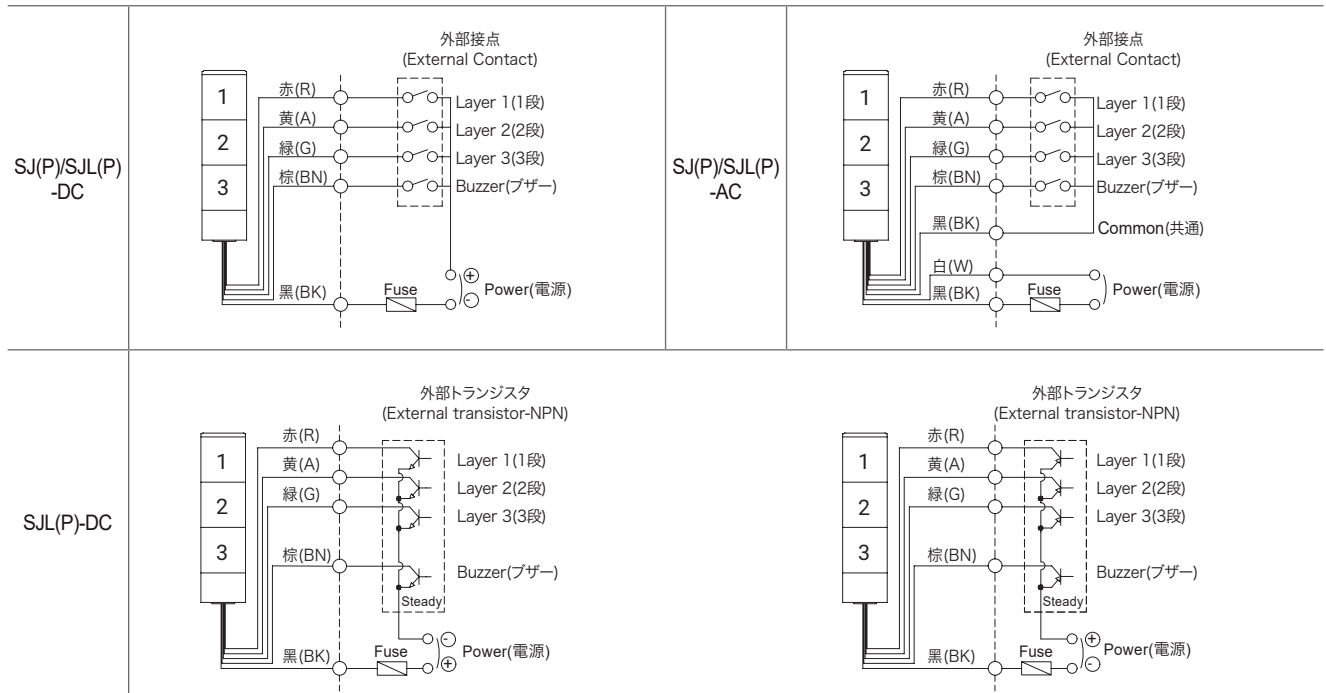 SJ(P)/SJL(P)
-DC
外部接点
(External Contact)
1
2
3
赤(R)
黄(A)
緑(G)
棕(BN)
黒(BK)
Layer 1(1段)
Layer 2(2段)
Layer 3(3段)
Buzzer(ブザー)
Fuse
+
-
Power(電源)
SJ(P)/SJL(P)
-AC
外部接点
(External Contact)
1
2
3
赤(R)
黄(A)
緑(G)
棕(BN)
黒(BK)
白(W)
黒(BK)
Layer 1(1段)
Layer 2(2段)
Layer 3(3段)
Buzzer(ブザー)
Common(共通)
Fuse
Power(電源)
SJL(P)-DC
外部トランジスタ
(External transistor-NPN)
1
2
3
赤(R)
黄(A)
緑(G)
棕(BN)
黒(BK)
Layer 1(1段)
Layer 2(2段)
Layer 3(3段)
Buzzer(ブザー)
Steady
Fuse
-
+
Power(電源)
外部トランジスタ
(External transistor-NPN)
1
2
3
赤(R)
黄(A)
緑(G)
棕(BN)
黒(BK)
Layer 1(1段)
Layer 2(2段)
Layer 3(3段)
Buzzer(ブザー)
Steady
Fuse
+
-
Power(電源)